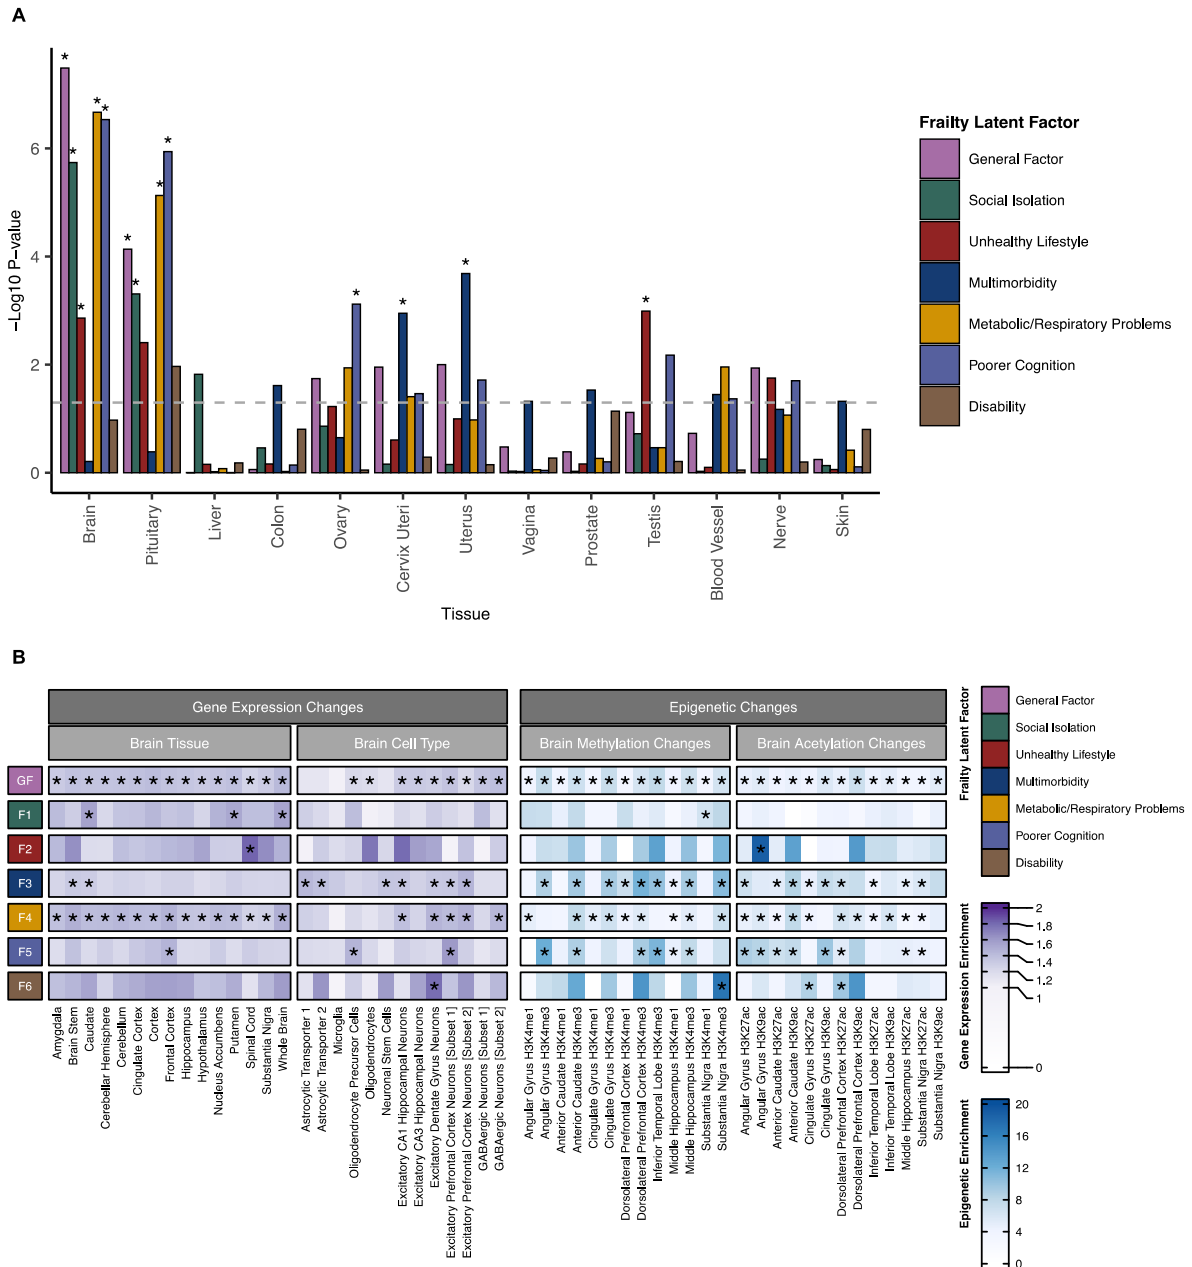 A
−Log10 P−value
6
4
2
0
Brain
Pituitary
Liver
Colon
Ovary
Cervix Uteri
Uterus
Vagina
Prostate
Testis
Blood Vessel
Nerve
Skin
Tissue
Frailty Latent Factor
General Factor
Social Isolation
Unhealthy Lifestyle
Multimorbidity
Metabolic/Respiratory Problems
Poorer Cognition
Disability
B
Gene Expression Changes
Epigenetic Changes
Brain Tissue
Brain Cell Type
Brain Methylation Changes
Brain Acetylation Changes
GF
F1
F2
F3
F4
F5
F6
Amygdala
Brain Stem
Caudate
Cerebellar Hemisphere
Cerebellum
Cingulate Cortex
Cortex
Frontal Cortex
Hippocampus
Hypothalamus
Nucleus Accumbens
Putamen
Spinal Cord
Substantia Nigra
Whole Brain
Astrocytic Transporter 1
Astrocytic Transporter 2
Microglia
Oligodendrocyte Precursor Cells
Oligodendrocytes
Neuronal Stem Cells
Excitatory CA1 Hippocampal Neurons
Excitatory CA3 Hippocampal Neurons
Excitatory Dentate Gyrus Neurons
Excitatory Prefrontal Cortex Neurons [Subset 1]
Excitatory Prefrontal Cortex Neurons [Subset 2]
GABAergic Neurons [Subset 1]
GABAergic Neurons [Subset 2]
Angular Gyrus H3K4me1
Angular Gyrus H3K4me3
Anterior Caudate H3K4me1
Anterior Caudate H3K4me3
Cingulate Gyrus H3K4me1
Cingulate Gyrus H3K4me3
Dorsolateral Prefrontal Cortex H3K4me1
Dorsolateral Prefrontal Cortex H3K4me3
Inferior Temporal Lobe H3K4me3
Middle Hippocampus H3K4me1
Middle Hippocampus H3K4me3
Substantia Nigra H3K4me1
Substantia Nigra H3K4me3
Angular Gyrus H3K27ac
Angular Gyrus H3K9ac
Anterior Caudate H3K27ac
Anterior Caudate H3K9ac
Cingulate Gyrus H3K27ac
Cingulate Gyrus H3K9ac
Dorsolateral Prefrontal Cortex H3K27ac
Dorsolateral Prefrontal Cortex H3K9ac
Inferior Temporal Lobe H3K27ac
Inferior Temporal Lobe H3K9ac
Middle Hippocampus H3K27ac
Substantia Nigra H3K27ac
Substantia Nigra H3K9ac
Frailty Latent Factor
General Factor
Social Isolation
Unhealthy Lifestyle
Multimorbidity
Metabolic/Respiratory Problems
Poorer Cognition
Disability
Gene Expression Enrichment
2
1.8
1.6
1.4
1.2
1
0
Epigenetic Enrichment
20
16
12
8
4
0